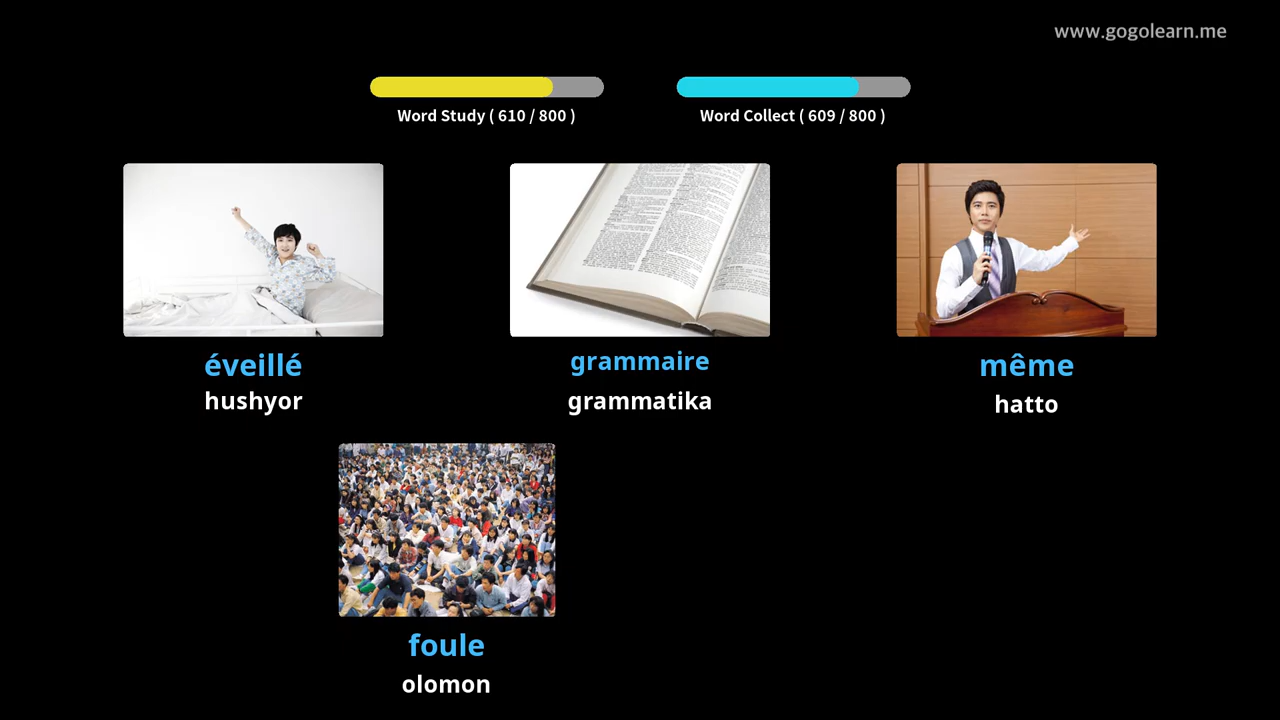 www.gogolearn.me
Word Study ( 610 / 800 )
Word Collect ( 609 / 800 )
éveillé
hushyor
grammaire
grammatika
même
hatto
foule
olomon